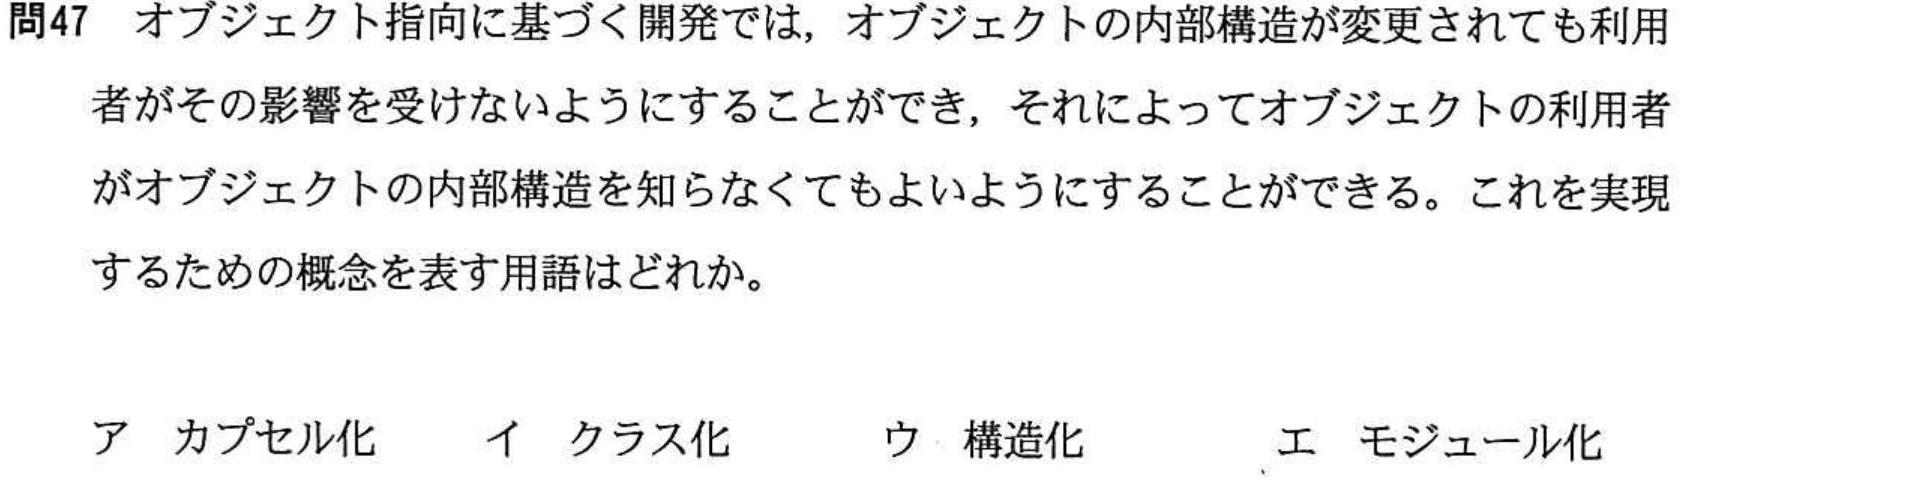 問47　オブジェクト指向に基づく開発では，オブジェクトの内部構造が変更されても利用
者がその影響を受けないようにすることができ，それによってオブジェクトの利用者
がオブジェクトの内部構造を知らなくてもよいようにすることができる。これを実現
するための概念を表す用語はどれか。
ア　カプセル化　　イ　クラス化　　ウ　構造化　　エ　モジュール化